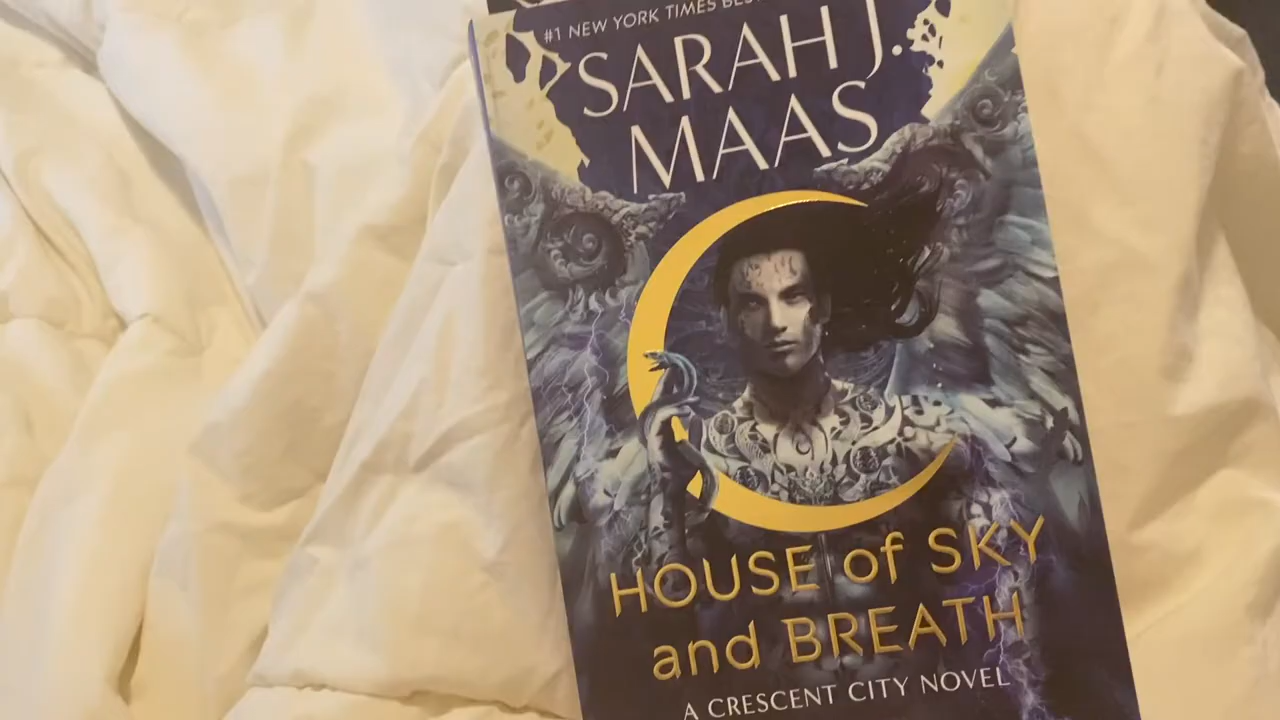 #1 NEW YORK TIMES
SARAH J.
MAAS
HOUSE of SKY
and BREATH
A CRESCENT CITY NOVEL